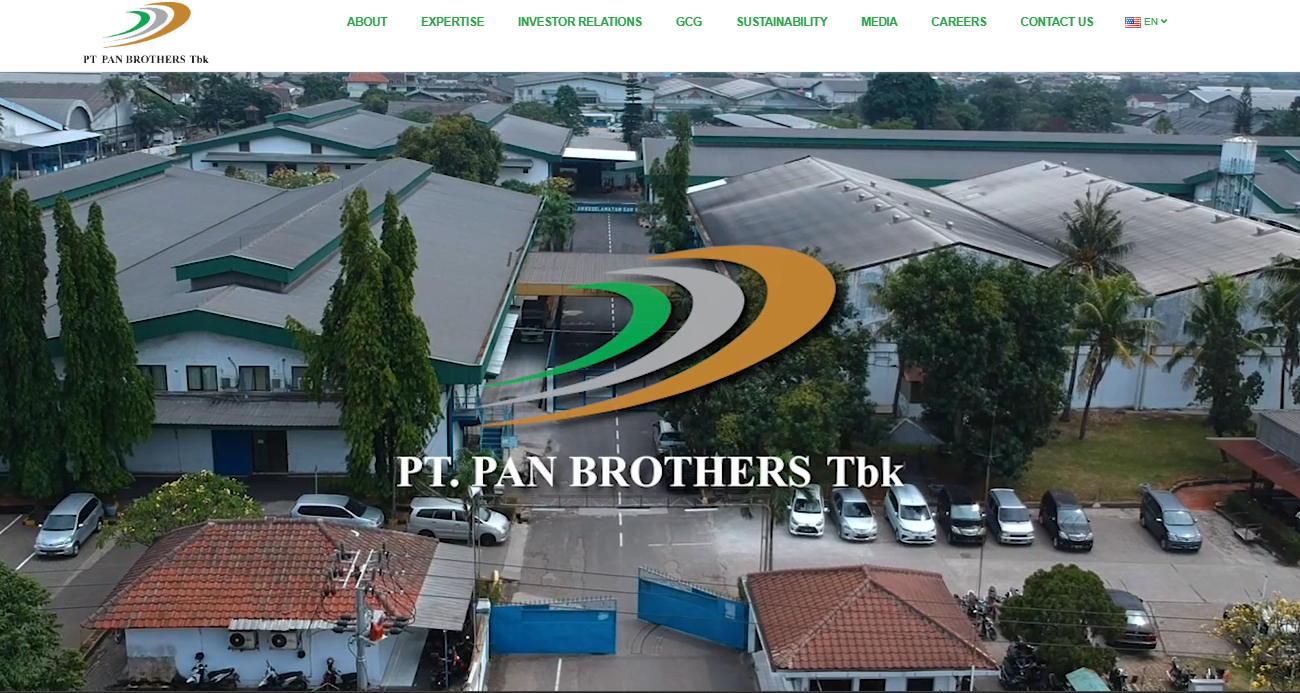 PT PAN BROTHERS Tbk
ABOUT EXPERTISE INVESTOR RELATIONS GCG SUSTAINABILITY MEDIA CAREERS CONTACT US EN
PT. PAN BROTHERS Tbk